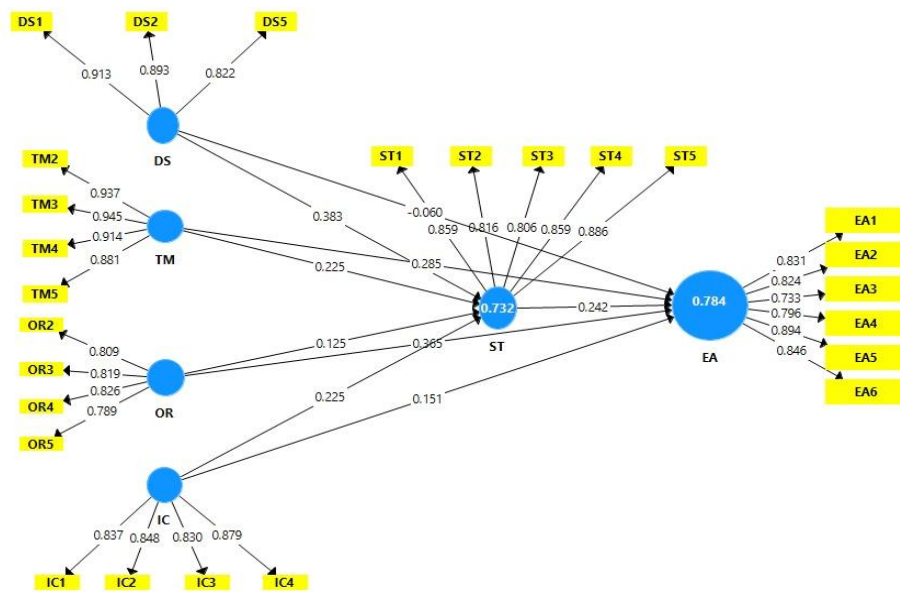 DS1
DS2
DS5
0.913
0.893
0.822
DS
TM2
TM3
TM4
TM5
0.937
0.945
0.914
0.881
TM
OR2
OR3
OR4
OR5
0.809
0.819
0.826
0.789
OR
IC
0.837
0.848
0.830
0.879
IC1
IC2
IC3
IC4
0.383
-0.060
0.225
0.285
0.125
0.365
0.225
0.151
ST1
ST2
ST3
ST4
ST5
0.859
0.816
0.806
0.859
0.886
0.732
ST
0.242
0.784
EA
0.831
0.824
0.733
0.796
0.894
0.846
EA1
EA2
EA3
EA4
EA5
EA6